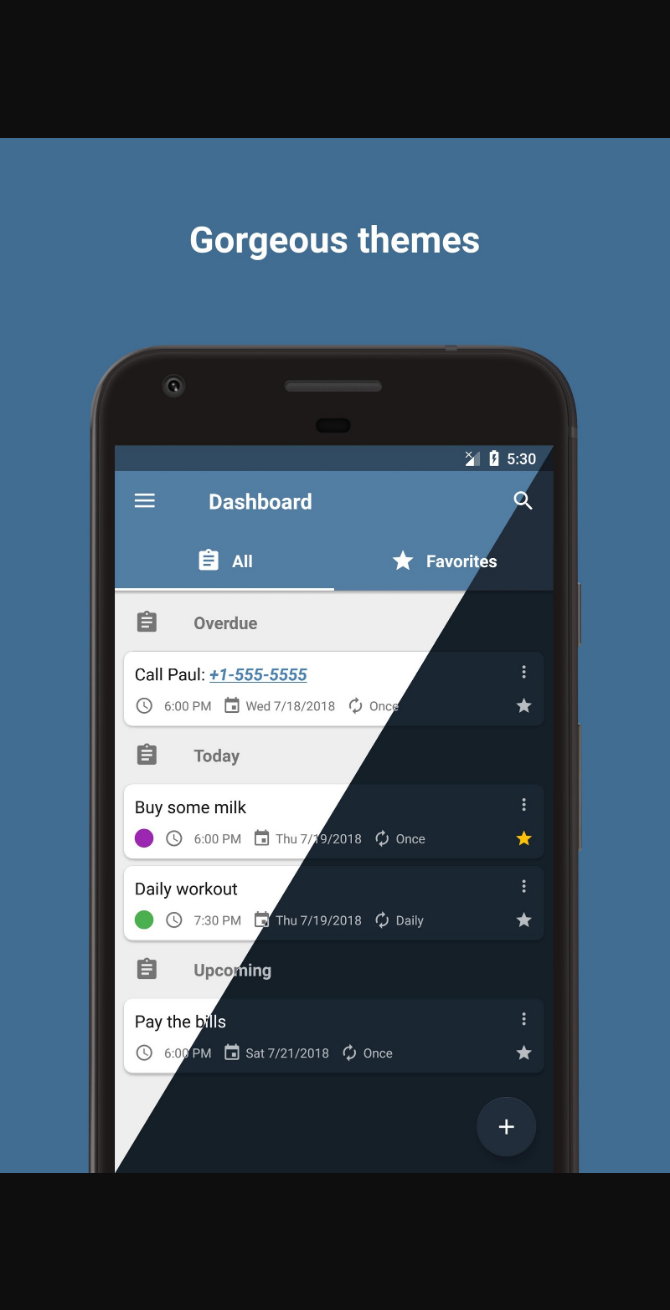 Gorgeous themes
5:30
Dashboard
All
Favorites
Overdue
Call Paul: +1-555-5555
6:00 PM Wed 7/18/2018 Once
Today
Buy some milk
6:00 PM Thu 7/19/2018 Once
Daily workout
7:30 PM Thu 7/19/2018 Daily
Upcoming
Pay the bills
6:00 PM Sat 7/21/2018 Once
+